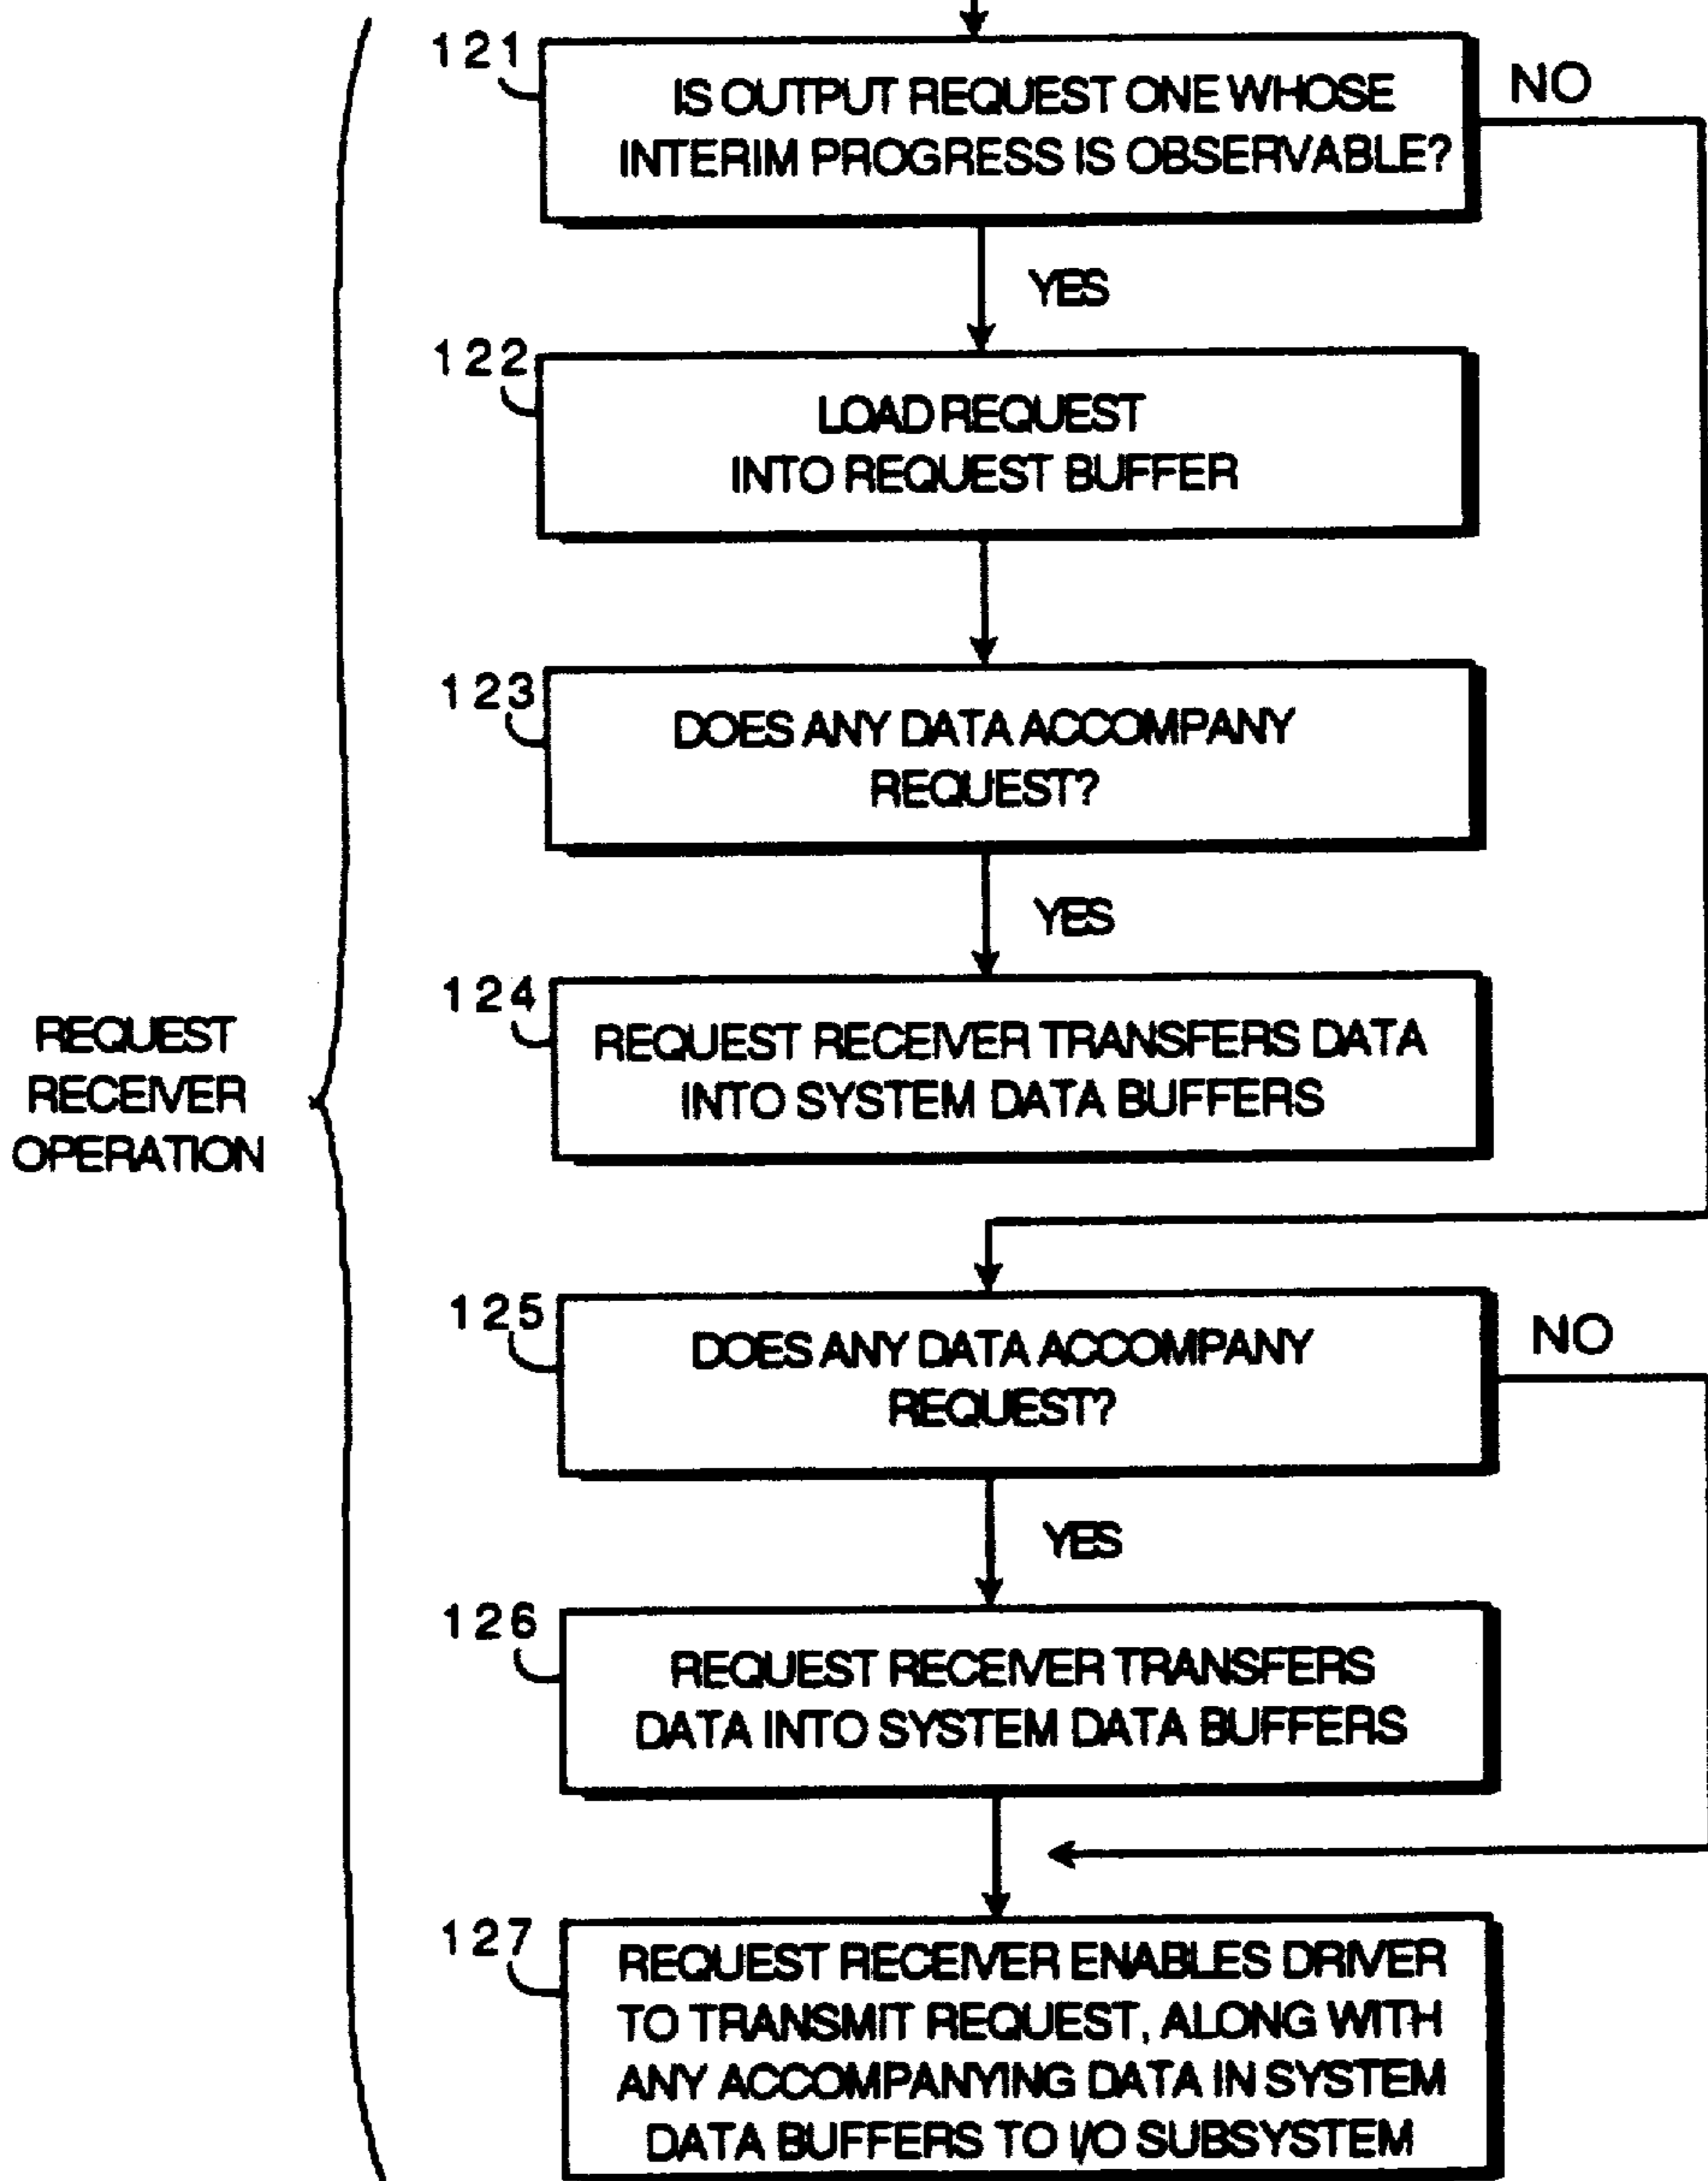 121
IS OUTPUT REQUEST ONE WHOSE
INTERIM PROGRESS IS OBSERVABLE?
NO
YES
122
LOAD REQUEST
INTO REQUEST BUFFER
123
DOES ANY DATA ACCOMPANY
REQUEST?
YES
124
REQUEST RECEIVER TRANSFERS DATA
INTO SYSTEM DATA BUFFERS
REQUEST
RECEIVER
OPERATION
125
DOES ANY DATA ACCOMPANY
REQUEST?
NO
YES
126
REQUEST RECEIVER TRANSFERS
DATA INTO SYSTEM DATA BUFFERS
127
REQUEST RECEIVER ENABLES DRIVER
TO TRANSMIT REQUEST, ALONG WITH
ANY ACCOMPANYING DATA IN SYSTEM
DATA BUFFERS TO I/O SUBSYSTEM